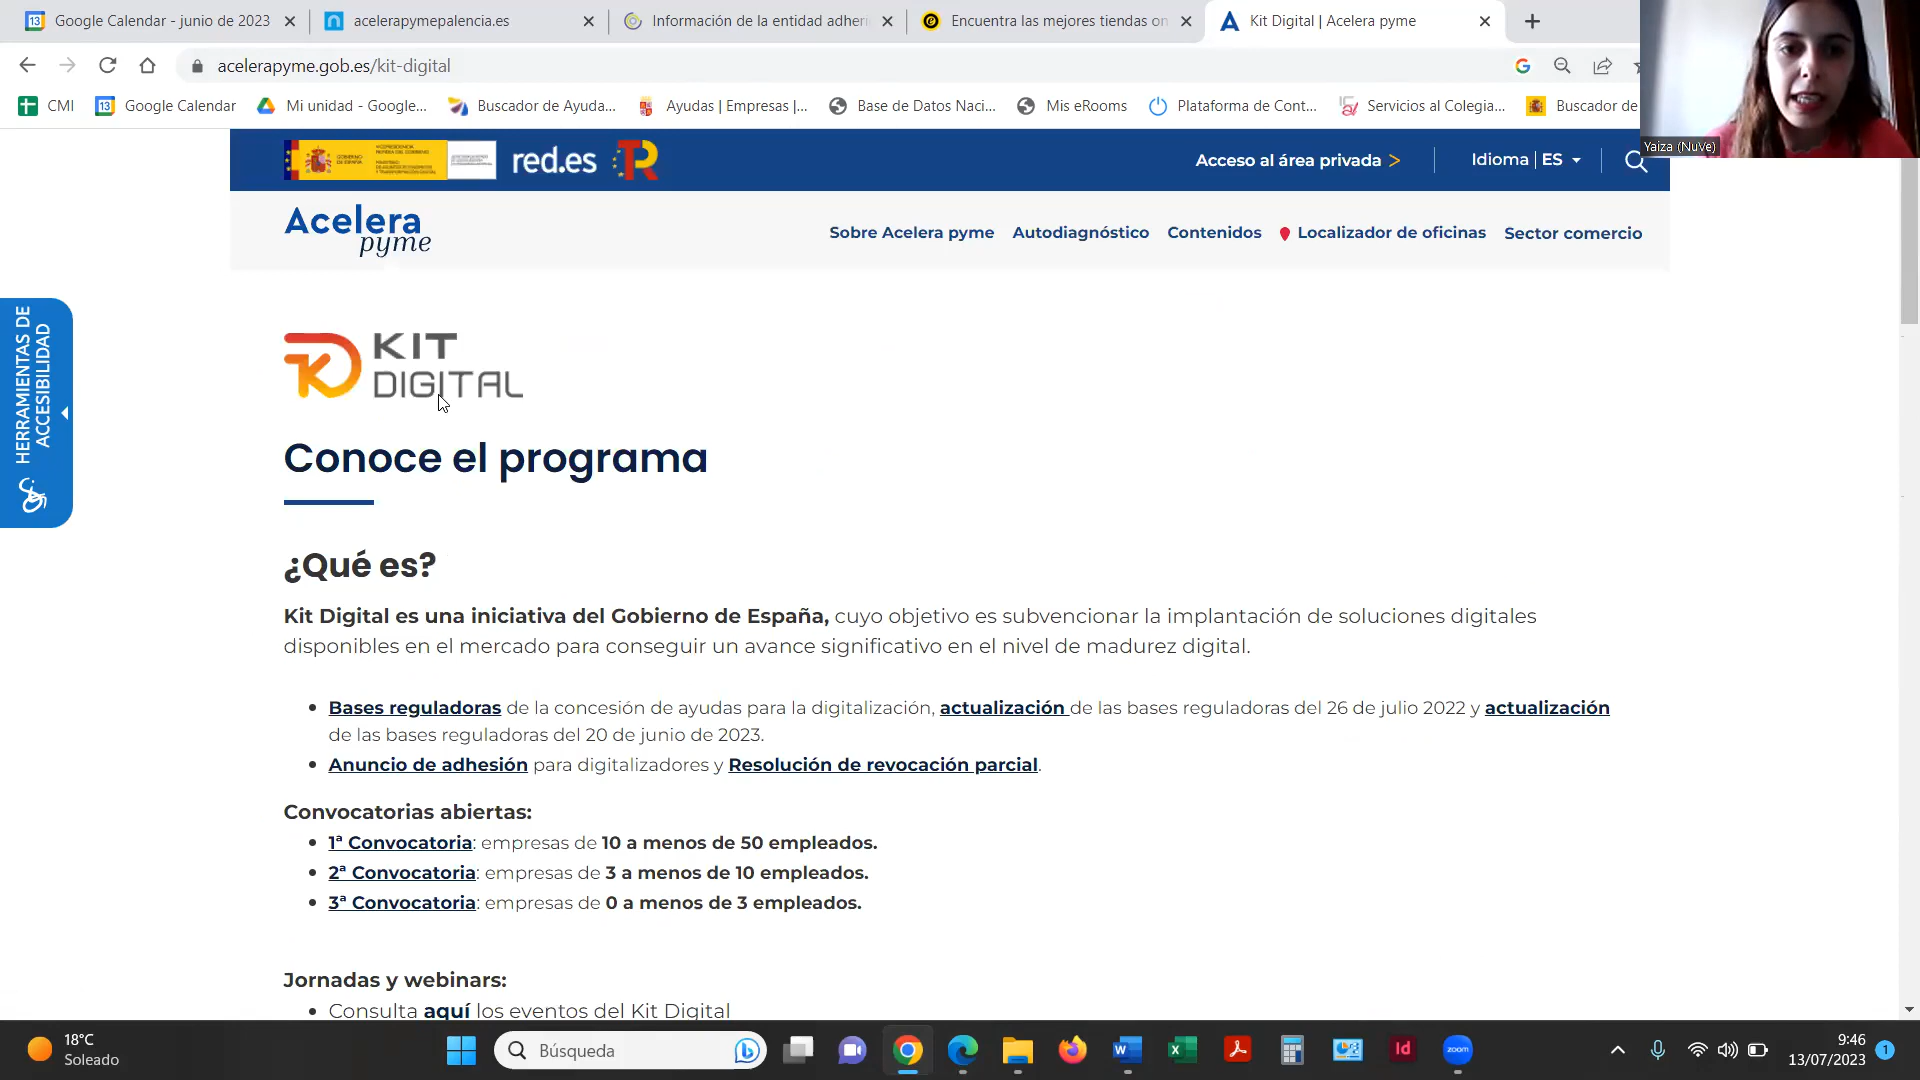 Google Calendar - junio de 2023
acelerapymepalencia.es
Información de la entidad adheri
Encuentra las mejores tiendas on
Kit Digital | Acelera pyme
acelerapyme.gob.es/kit-digital
CMI
Google Calendar
Mi unidad - Google...
Buscador de Ayuda...
Ayudas | Empresas |...
Base de Datos Naci...
Mis eRooms
Plataforma de Cont...
Servicios al Colegia...
Buscador de
Yaiza (NuVe)
red.es
Acceso al área privada >
Idioma | ES
Acelera
pyme
Sobre Acelera pyme
Autodiagnóstico
Contenidos
Localizador de oficinas
Sector comercio
HERRAMIENTAS DE
ACCESIBILIDAD
KIT
DIGITAL
Conoce el programa
¿Qué es?
Kit Digital es una iniciativa del Gobierno de España, cuyo objetivo es subvencionar la implantación de soluciones digitales
disponibles en el mercado para conseguir un avance significativo en el nivel de madurez digital.
• Bases reguladoras de la concesión de ayudas para la digitalización, actualización de las bases reguladoras del 26 de julio 2022 y actualización
de las bases reguladoras del 20 de junio de 2023.
• Anuncio de adhesión para digitalizadores y Resolución de revocación parcial.
Convocatorias abiertas:
• 1ª Convocatoria: empresas de 10 a menos de 50 empleados.
• 2ª Convocatoria: empresas de 3 a menos de 10 empleados.
• 3ª Convocatoria: empresas de 0 a menos de 3 empleados.
Jornadas y webinars:
• Consulta aquí los eventos del Kit Digital
18°C
Soleado
Búsqueda
zoom
9:46
13/07/2023
1